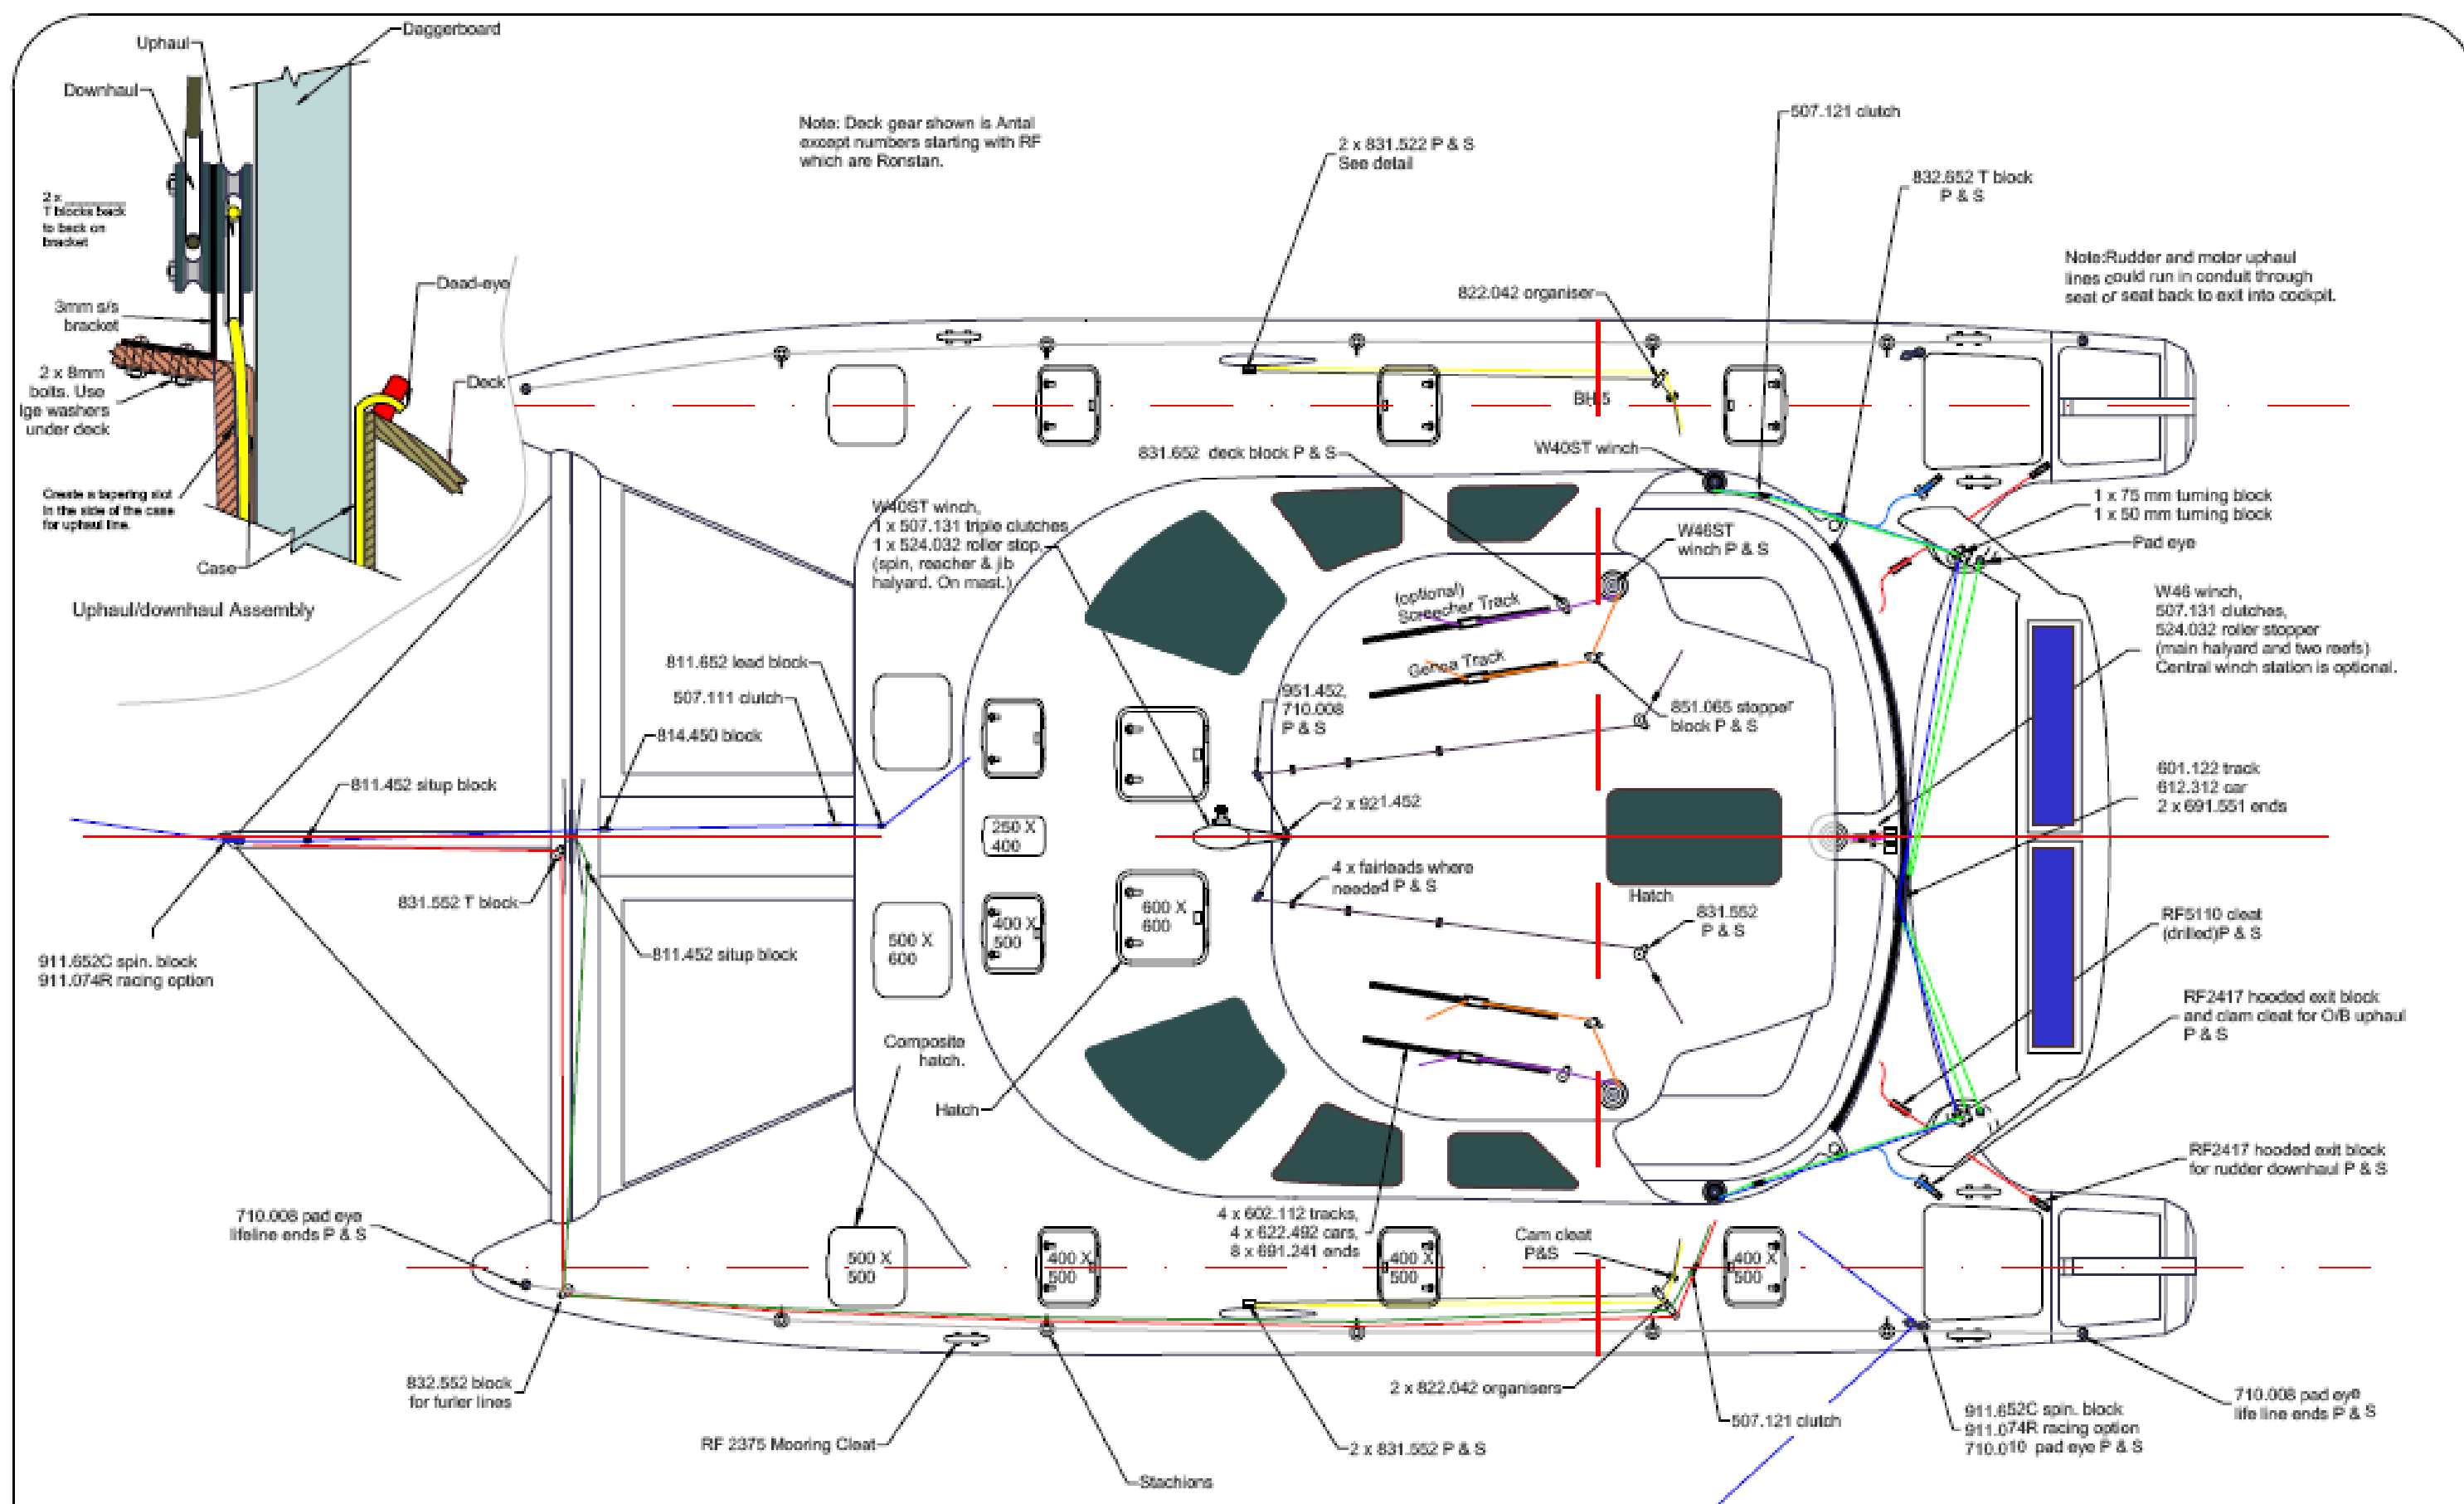 Daggerboard
Uphaul
Downhaul
2 x ______
T blocks back
to back on
bracket
3mm s/s
bracket
2 x 8mm
bolts. Use
lge washers
under deck
Create a tapering slot
in the side of the case
for uphaul line.
Case
Dead-eye
Deck
Uphaul/downhaul Assembly
Note: Deck gear shown is Antal
except numbers starting with RF
which are Ronstan.
2 x 831.522 P & S
See detail
507.121 clutch
832.652 T block
P & S
Note:Rudder and motor uphaul
lines could run in conduit through
seat or seat back to exit into cockpit.
822.042 organiser
BH 5
831.652 deck block P & S
W40ST winch
W40ST winch,
1 x 507.131 triple clutches
1 x 524.032 roller stop,
(spin, reacher & jib
halyard. On mast.)
W46ST
winch P & S
1 x 75 mm turning block
1 x 50 mm turning block
Pad eye
(optional)
Screecher Track
Genoa Track
W46 winch,
507.131 clutches,
524.032 roller stopper
(main halyard and two reefs)
Central winch station is optional.
811.652 lead block
507.111 clutch
814.450 block
951.452,
710.008
P & S
851.065 stopper
block P & S
811.452 situp block
2 x 921.452
601.122 track
612.312 car
2 x 691.551 ends
250 X
400
831.552 T block
4 x fairleads where
needed P & S
Hatch
600 X
600
400 X
500
500 X
600
831.552
P & S
RF5110 cleat
(drilled)P & S
911.652C spin. block
911.074R racing option
811.452 situp block
RF2417 hooded exit block
and clam cleat for O/B uphaul
P & S
Composite
hatch.
Hatch
RF2417 hooded exit block
for rudder downhaul P & S
710.008 pad eye
lifeline ends P & S
4 x 602.112 tracks,
4 x 622.492 cars,
8 x 691.241 ends
Cam cleat
P&S
500 X
500
400 X
500
400 X
500
400 X
500
832.552 block
for furler lines
2 x 822.042 organisers
507.121 clutch
710.008 pad eye
life line ends P & S
911.652C spin. block
911.074R racing option
710.010 pad eye P & S
RF 2375 Mooring Cleat
2 x 831.552 P & S
Stachions